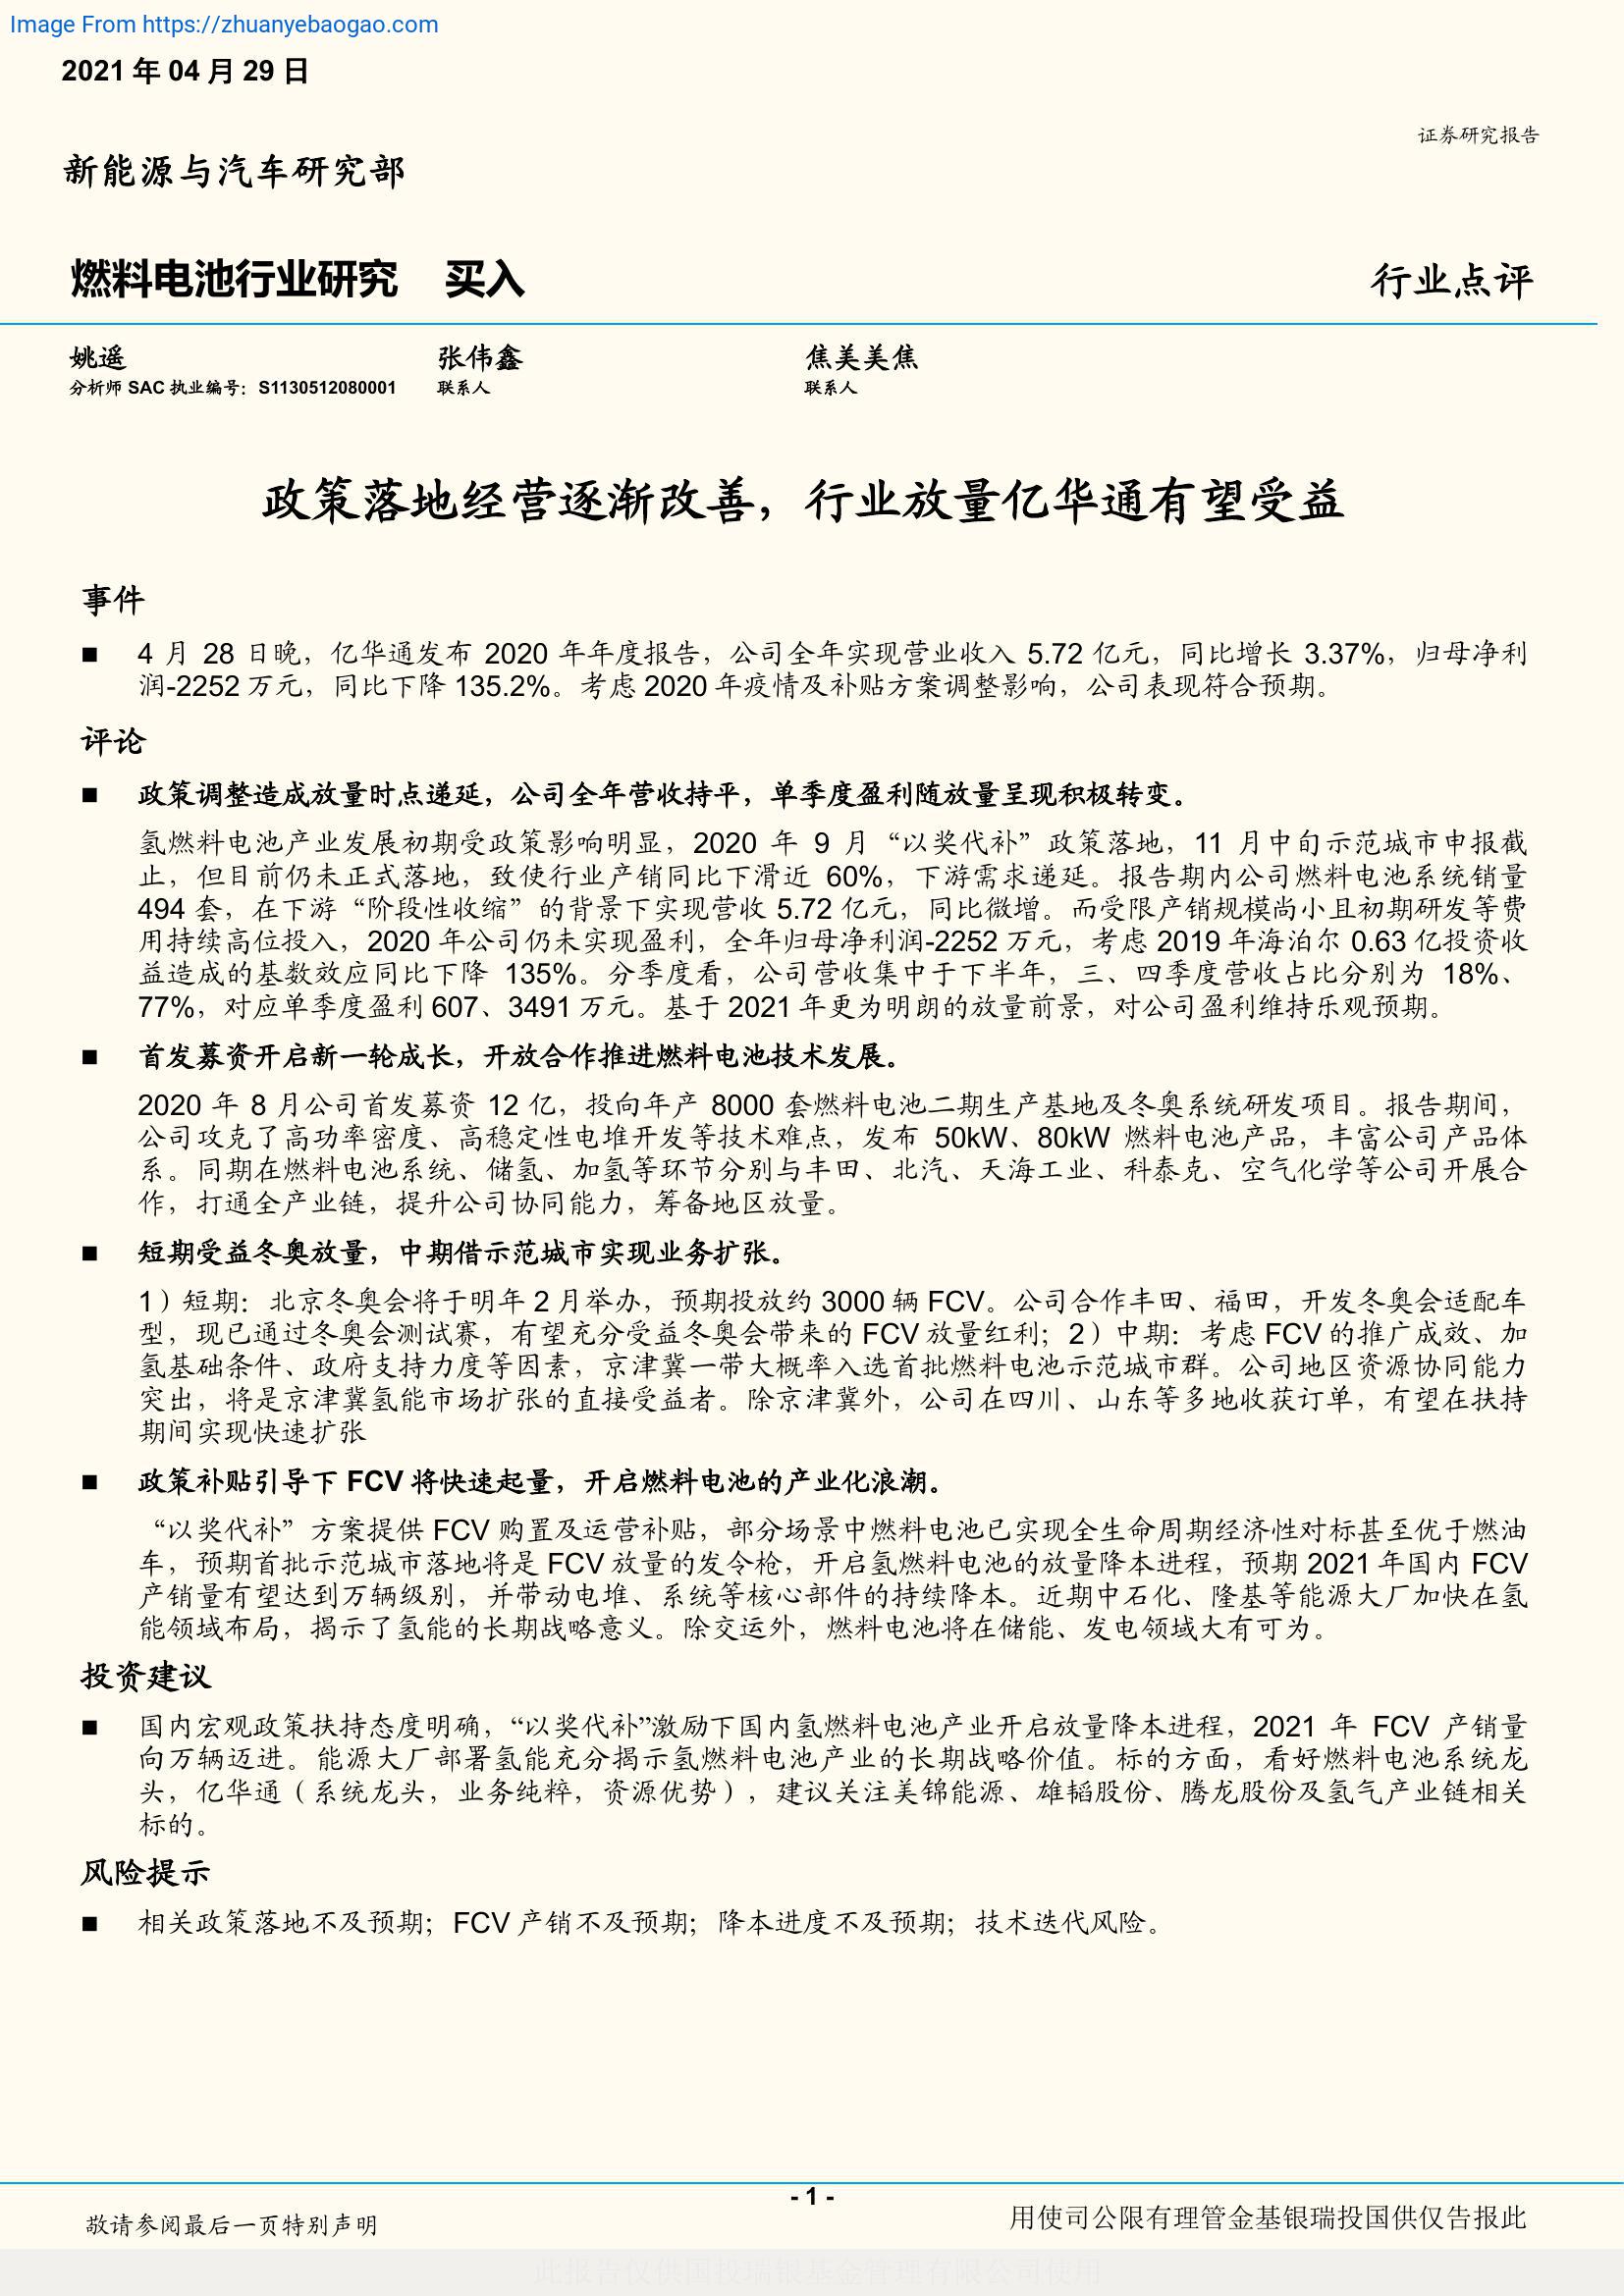 Image From https://zhuanyebaogao.com
2021 年 04 月 29 日
证券研究报告
新能源与汽车研究部
燃料电池行业研究 买入
行业点评
姚遥 张伟鑫 焦美美焦
分析师 SAC 执业编号：S1130512080001 联系人 联系人
政策落地经营逐渐改善，行业放量亿华通有望受益
事件
■ 4 月 28 日晚，亿华通发布 2020 年年度报告，公司全年实现营业收入 5.72 亿元，同比增长 3.37%，归母净利
润-2252 万元，同比下降 135.2%。考虑 2020 年疫情及补贴方案调整影响，公司表现符合预期。
评论
■ 政策调整造成放量时点递延，公司全年营收持平，单季度盈利随放量呈现积极转变。
氢燃料电池产业发展初期受政策影响明显，2020 年 9 月“以奖代补”政策落地，11 月中旬示范城市申报截
止，但目前仍未正式落地，致使行业产销同比下滑近 60%，下游需求递延。报告期内公司燃料电池系统销量
494 套，在下游“阶段性收缩”的背景下实现营收 5.72 亿元，同比微增。而受限产销规模尚小且初期研发等费
用持续高位投入，2020 年公司仍未实现盈利，全年归母净利润-2252 万元，考虑 2019 年海泊尔 0.63 亿投资收
益造成的基数效应同比下降 135%。分季度看，公司营收集中于下半年，三、四季度营收占比分别为 18%、
77%，对应单季度盈利 607、3491 万元。基于 2021 年更为明朗的放量前景，对公司盈利维持乐观预期。
■ 首发募资开启新一轮成长，开放合作推进燃料电池技术发展。
2020 年 8 月公司首发募资 12 亿，投向年产 8000 套燃料电池二期生产基地及冬奥系统研发项目。报告期间，
公司攻克了高功率密度、高稳定性电堆开发等技术难点，发布 50kW、80kW 燃料电池产品，丰富公司产品体
系。同期在燃料电池系统、储氢、加氢等环节分别与丰田、北汽、天海工业、科泰克、空气化学等公司开展合
作，打通全产业链，提升公司协同能力，筹备地区放量。
■ 短期受益冬奥放量，中期借示范城市实现业务扩张。
1）短期：北京冬奥会将于明年 2 月举办，预期投放约 3000 辆 FCV。公司合作丰田、福田，开发冬奥会适配车
型，现已通过冬奥会测试赛，有望充分受益冬奥会带来的 FCV 放量红利；2）中期：考虑 FCV 的推广成效、加
氢基础条件、政府支持力度等因素，京津冀一带大概率入选首批燃料电池示范城市群。公司地区资源协同能力
突出，将是京津冀氢能市场扩张的直接受益者。除京津冀外，公司在四川、山东等多地收获订单，有望在扶持
期间实现快速扩张
■ 政策补贴引导下 FCV 将快速起量，开启燃料电池的产业化浪潮。
“以奖代补”方案提供 FCV 购置及运营补贴，部分场景中燃料电池已实现全生命周期经济性对标甚至优于燃油
车，预期首批示范城市落地将是 FCV 放量的发令枪，开启氢燃料电池的放量降本进程，预期 2021 年国内 FCV
产销量有望达到万辆级别，并带动电堆、系统等核心部件的持续降本。近期中石化、隆基等能源大厂加快在氢
能领域布局，揭示了氢能的长期战略意义。除交运外，燃料电池将在储能、发电领域大有可为。
投资建议
■ 国内宏观政策扶持态度明确，“以奖代补”激励下国内氢燃料电池产业开启放量降本进程，2021 年 FCV 产销量
向万辆迈进。能源大厂部署氢能充分揭示氢燃料电池产业的长期战略价值。标的方面，看好燃料电池系统龙
头，亿华通（系统龙头，业务纯粹，资源优势），建议关注美锦能源、雄韬股份、腾龙股份及氢气产业链相关
标的。
风险提示
■ 相关政策落地不及预期；FCV 产销不及预期；降本进度不及预期；技术迭代风险。
- 1 -
敬请参阅最后一页特别声明
用使司公限有理管金基银瑞投国供仅告报此
此报告仅供国投瑞银基金管理有限公司使用